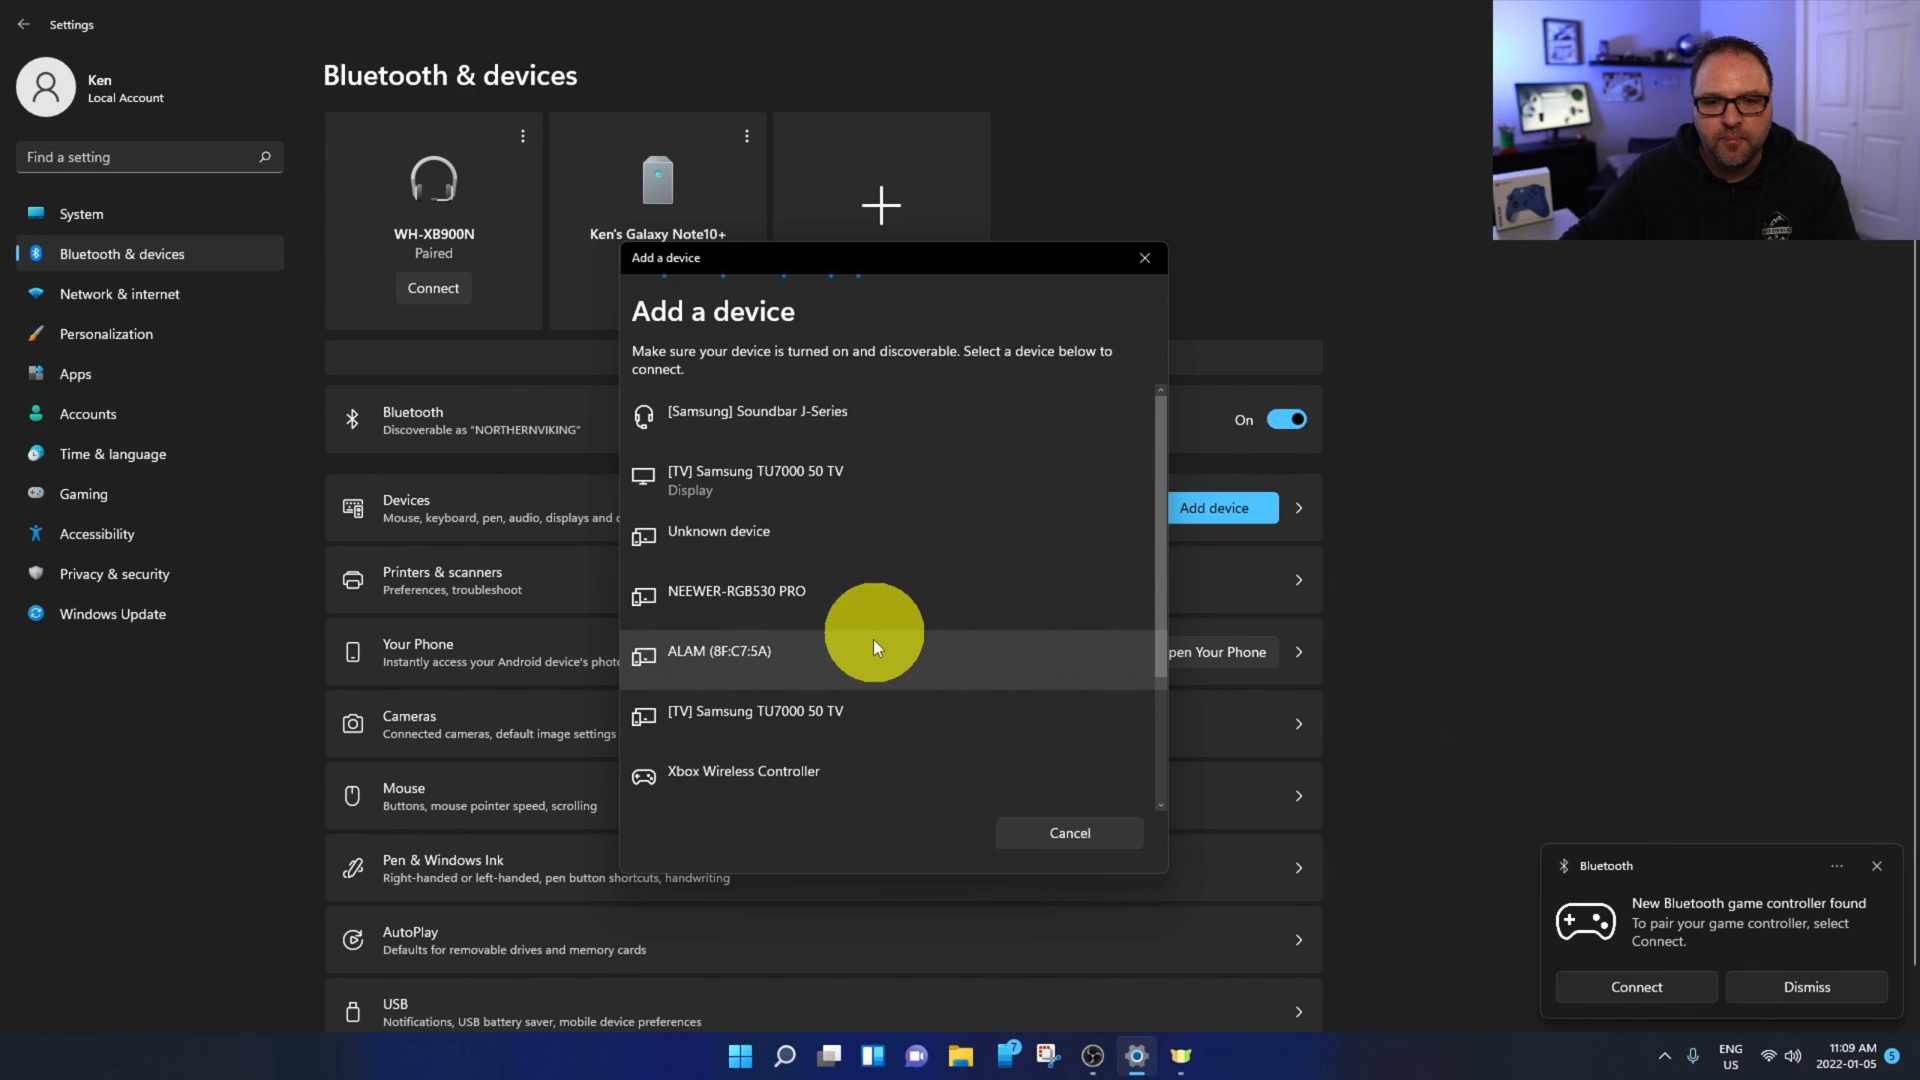 Settings
Ken
Local Account
Find a setting
System
Bluetooth & devices
Network & internet
Personalization
Apps
Accounts
Time & language
Gaming
Accessibility
Privacy & security
Windows Update
Bluetooth & devices
WH-XB900N
Paired
Connect
Ken's Galaxy Note10+
Bluetooth
Discoverable as "NORTHERNVIKING"
On
Devices
Mouse, keyboard, pen, audio, displays and
Add device
Printers & scanners
Preferences, troubleshoot
Your Phone
Instantly access your Android device's phot
pen Your Phone
Cameras
Connected cameras, default image settings
Mouse
Buttons, mouse pointer speed, scrolling
Pen & Windows Ink
Right-handed or left-handed, pen button shortcuts, handwriting
AutoPlay
Defaults for removable drives and memory cards
USB
Notifications, USB battery saver, mobile device preferences
Add a device
Add a device
Make sure your device is turned on and discoverable. Select a device below to
connect.
[Samsung] Soundbar J-Series
[TV] Samsung TU7000 50 TV
Display
Unknown device
NEEWER-RGB530 PRO
ALAM (8F:C7:5A)
[TV] Samsung TU7000 50 TV
Xbox Wireless Controller
Cancel
Bluetooth
New Bluetooth game controller found
To pair your game controller, select
Connect.
Connect
Dismiss
7
ENG
US
11:09 AM
2022-01-05
5